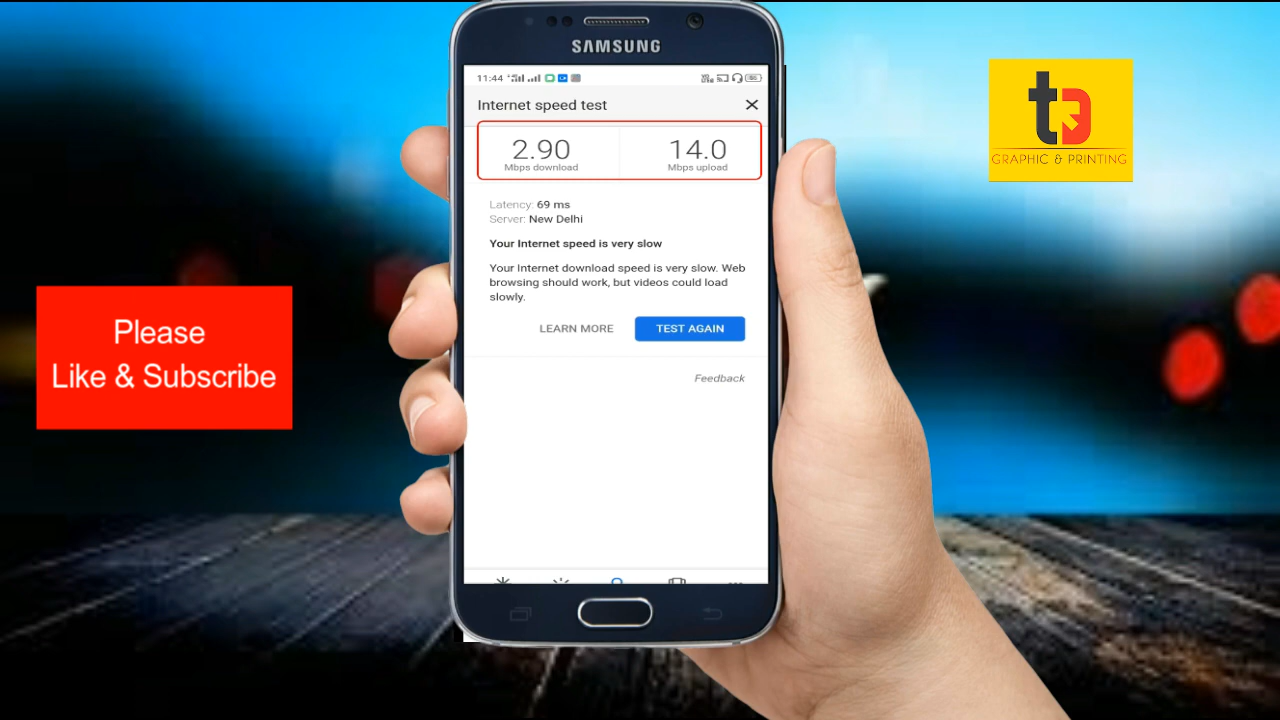 SAMSUNG
11:44
Internet speed test
2.90
Mbps download
14.0
Mbps upload
Latency: 69 ms
Server: New Delhi
Your Internet speed is very slow
Your Internet download speed is very slow. Web
browsing should work, but videos could load
slowly.
LEARN MORE
TEST AGAIN
Feedback
Please
Like & Subscribe
GRAPHIC & PRINTING